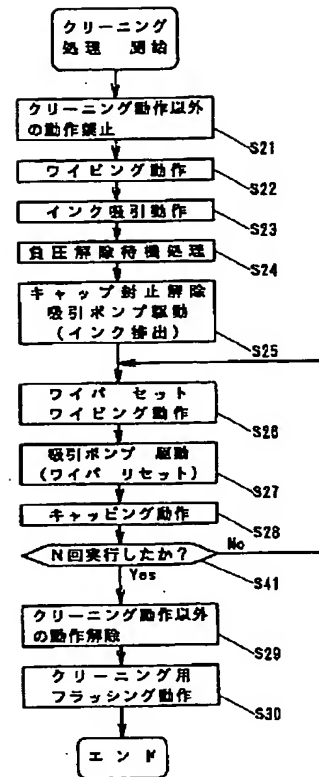 クリーニング
処理 開始
クリーニング動作以外
の動作禁止
S21
ワイピング動作
S22
インク吸引動作
S23
負圧解除待機処理
S24
キャップ封止解除
吸引ポンプ駆動
(インク排出)
S25
ワイパ セット
ワイピング動作
S26
吸引ポンプ 駆動
(ワイパ リセット)
S27
キャッピング動作
S28
N回実行したか?
No
S41
Yes
クリーニング動作以外
の動作解除
S29
クリーニング用
フラッシング動作
S30
エンド